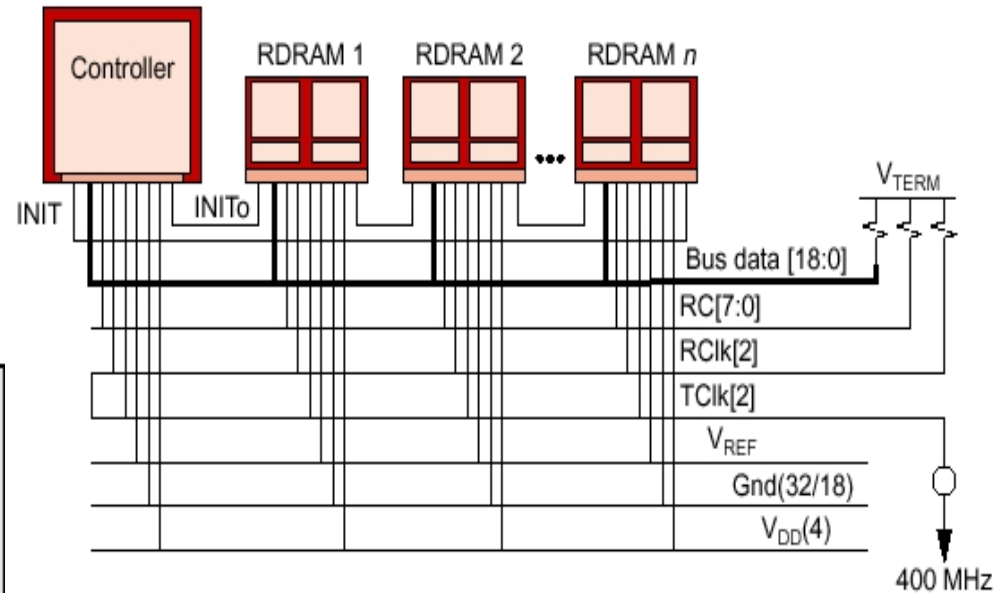 Controller
RDRAM 1
RDRAM 2
RDRAM n
...
INIT
INITo
VTERM
Bus data [18:0]
RC[7:0]
RClk[2]
TClk[2]
VREF
Gnd(32/18)
VDD(4)
400 MHz